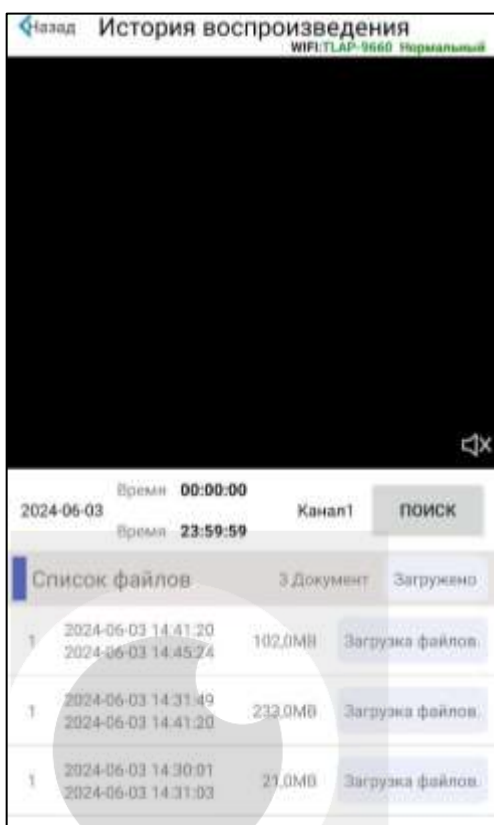 Назад История воспроизведения
WIFI:TLAP-9660 Нормальный
Время 00:00:00
2024-06-03 Канал1 ПОИСК
Время 23:59:59
Список файлов 3 Документ Загружено
2024-06-03 14:41:20
1 102,0MB Загрузка файлов.
2024-06-03 14:45:24
2024-06-03 14:31:49
1 233,0MB Загрузка файлов.
2024-06-03 14:41:20
2024-06-03 14:30:01
1 21,0MB Загрузка файлов.
2024-06-03 14:31:03